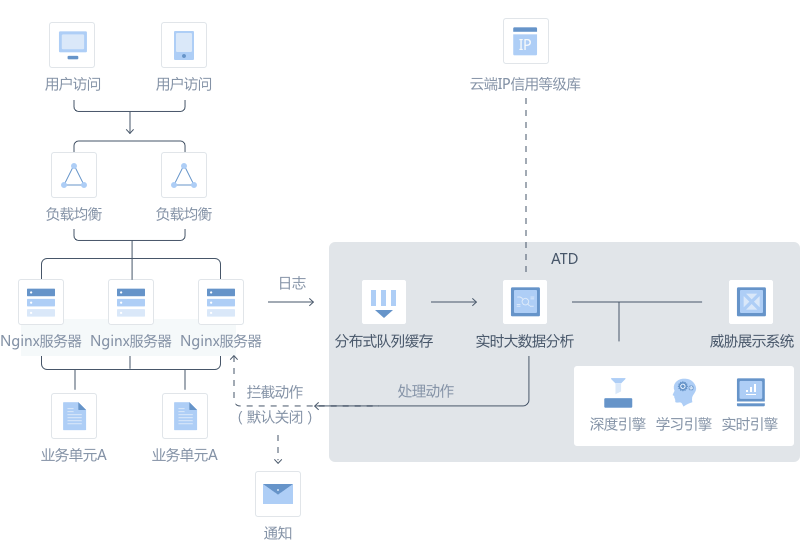 IP
用户访问
用户访问
云端IP信用等级库
负载均衡
负载均衡
ATD
日志
Nginx服务器
Nginx服务器
Nginx服务器
分布式队列缓存
实时大数据分析
威胁展示系统
拦截动作
(默认关闭)
处理动作
深度引擎
学习引擎
实时引擎
业务单元A
业务单元A
通知